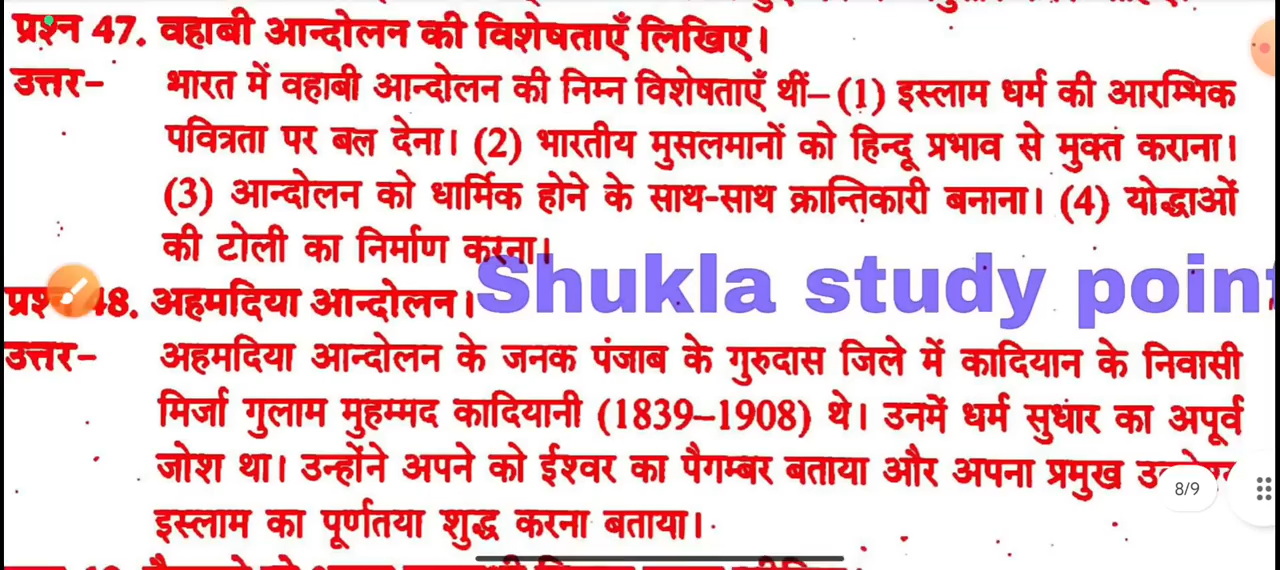 प्रश्न 47. वहाबी आन्दोलन की विशेषताएँ लिखिए।
उत्तर– भारत में वहाबी आन्दोलन की निम्न विशेषताएँ थीं– (1) इस्लाम धर्म की आरम्भिक
पवित्रता पर बल देना। (2) भारतीय मुसलमानों को हिन्दू प्रभाव से मुक्त कराना।
(3) आन्दोलन को धार्मिक होने के साथ-साथ क्रान्तिकारी बनाना। (4) योद्धाओं
की टोली का निर्माण करना।
Shukla study point
48. अहमदिया आन्दोलन।
उत्तर– अहमदिया आन्दोलन के जनक पंजाब के गुरुदास जिले में कादियान के निवासी
मिर्जा गुलाम मुहम्मद कादियानी (1839–1908) थे। उनमें धर्म सुधार का अपूर्व
जोश था। उन्होंने अपने को ईश्वर का पैगम्बर बताया और अपना प्रमुख
8/9
इस्लाम का पूर्णतया शुद्ध करना बताया।